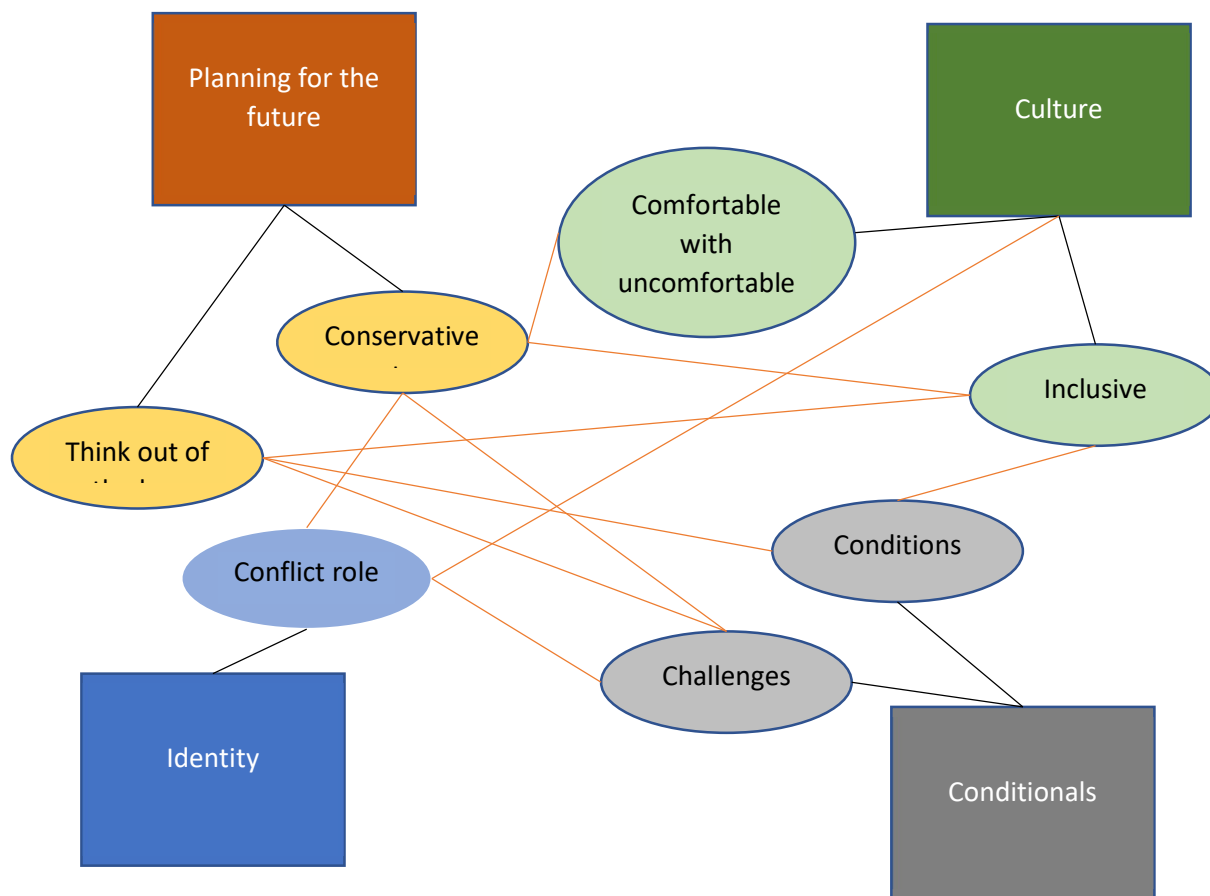 Planning for the
future
Culture
Comfortable
with
uncomfortable
Conservative
Inclusive
Think out of
Conditions
Conflict role
Challenges
Identity
Conditionals